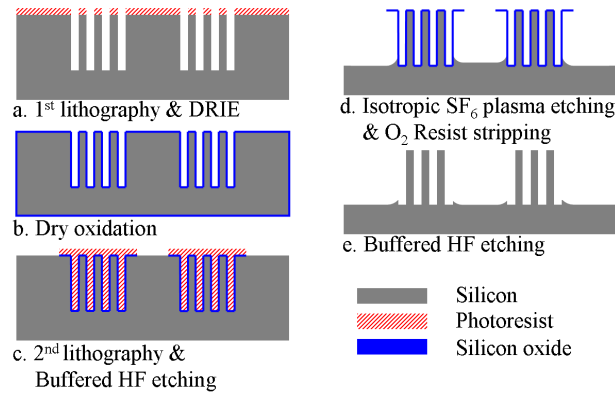 a. 1st lithography & DRIE
b. Dry oxidation
c. 2nd lithography &
Buffered HF etching
d. Isotropic SF6 plasma etching
& O2 Resist stripping
e. Buffered HF etching
Silicon
Photoresist
Silicon oxide